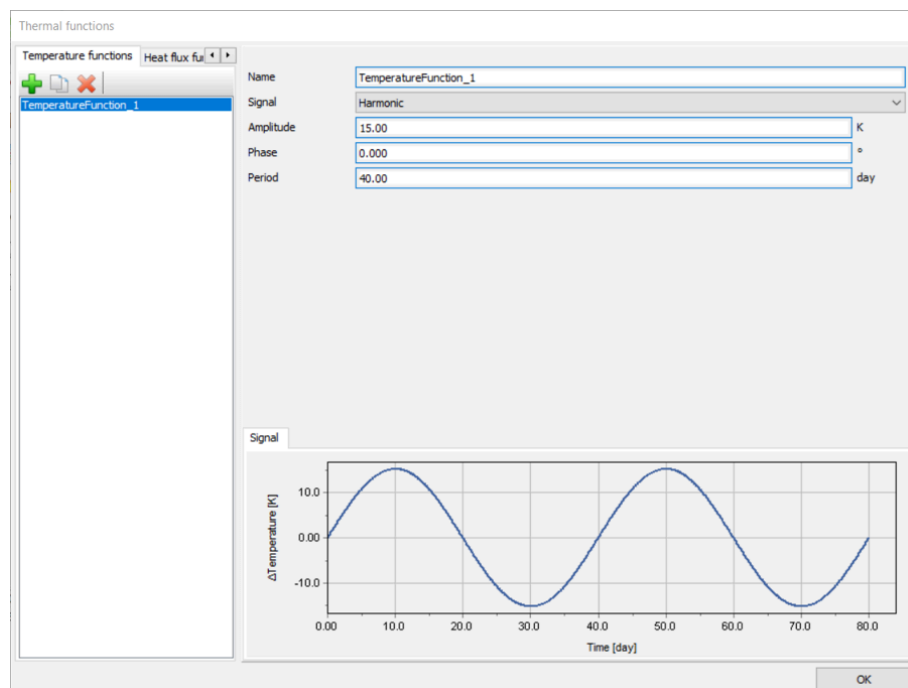 Thermal functions
Temperature functions
Heat flux fu
TemperatureFunction_1
Name
TemperatureFunction_1
Signal
Harmonic
Amplitude
15.00
K
Phase
0.000
°
Period
40.00
day
Signal
ΔTemperature [K]
10.0
0.00
-10.0
0.00 10.0 20.0 30.0 40.0 50.0 60.0 70.0 80.0
Time [day]
OK